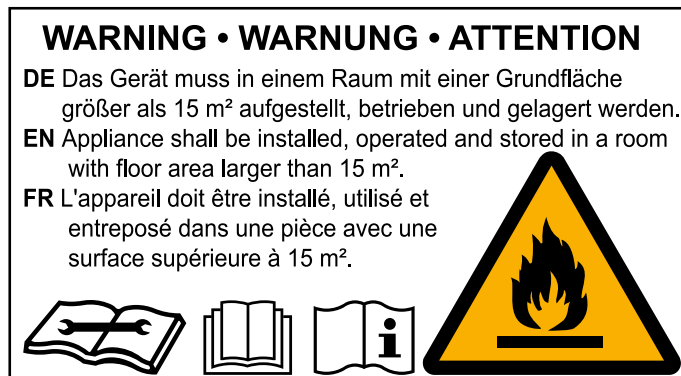 WARNING • WARNUNG • ATTENTION
DE Das Gerät muss in einem Raum mit einer Grundfläche
größer als 15 m² aufgestellt, betrieben und gelagert werden.
EN Appliance shall be installed, operated and stored in a room
with floor area larger than 15 m².
FR L'appareil doit être installé, utilisé et
entreposé dans une pièce avec une
surface supérieure à 15 m².
i